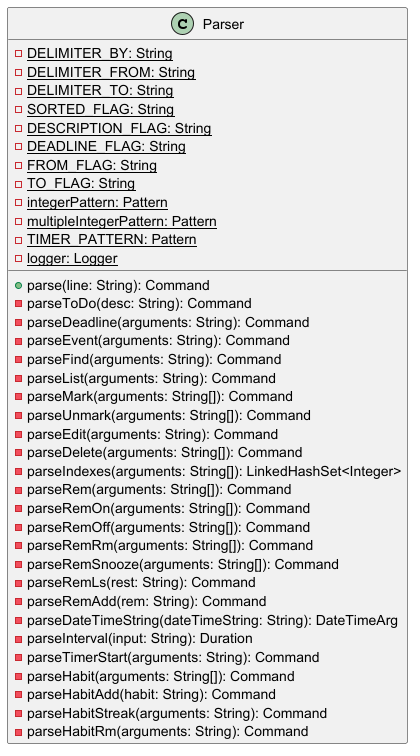 C Parser
DELIMITER_BY: String
DELIMITER_FROM: String
DELIMITER_TO: String
SORTED_FLAG: String
DESCRIPTION_FLAG: String
DEADLINE_FLAG: String
FROM_FLAG: String
TO_FLAG: String
integerPattern: Pattern
multipleIntegerPattern: Pattern
TIMER_PATTERN: Pattern
logger: Logger
parse(line: String): Command
parseToDo(desc: String): Command
parseDeadline(arguments: String): Command
parseEvent(arguments: String): Command
parseFind(arguments: String): Command
parseList(arguments: String): Command
parseMark(arguments: String[]): Command
parseUnmark(arguments: String[]): Command
parseEdit(arguments: String): Command
parseDelete(arguments: String[]): Command
parseIndexes(arguments: String[]): LinkedHashSet<Integer>
parseRem(arguments: String[]): Command
parseRemOn(arguments: String[]): Command
parseRemOff(arguments: String[]): Command
parseRemRm(arguments: String[]): Command
parseRemSnooze(arguments: String[]): Command
parseRemLs(rest: String): Command
parseRemAdd(rem: String): Command
parseDateTimeString(dateTimeString: String): DateTimeArg
parseInterval(input: String): Duration
parseTimerStart(arguments: String): Command
parseHabit(arguments: String[]): Command
parseHabitAdd(habit: String): Command
parseHabitStreak(arguments: String): Command
parseHabitRm(arguments: String): Command